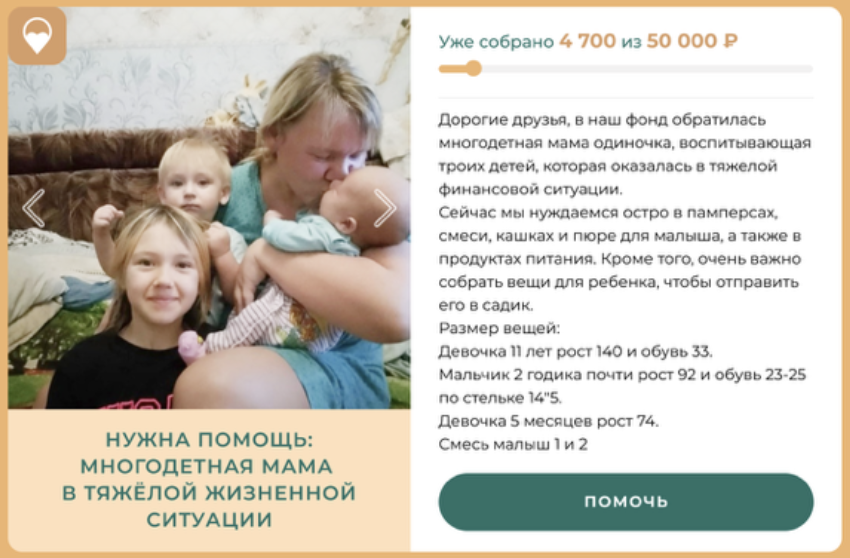 Уже собрано 4 700 из 50 000 ₽
Дорогие друзья, в наш фонд обратилась
многодетная мама одиночка, воспитывающая
троих детей, которая оказалась в тяжелой
финансовой ситуации.
Сейчас мы нуждаемся остро в памперсах,
смеси, кашках и пюре для малыша, а также в
продуктах питания. Кроме того, очень важно
собрать вещи для ребенка, чтобы отправить
его в садик.
Размер вещей:
Девочка 11 лет рост 140 и обувь 33.
Мальчик 2 годика почти рост 92 и обувь 23-25
по стельке 14"5.
Девочка 5 месяцев рост 74.
Смесь малыш 1 и 2
ПОМОЧЬ
НУЖНА ПОМОЩЬ:
МНОГОДЕТНАЯ МАМА
В ТЯЖЁЛОЙ ЖИЗНЕННОЙ
СИТУАЦИИ